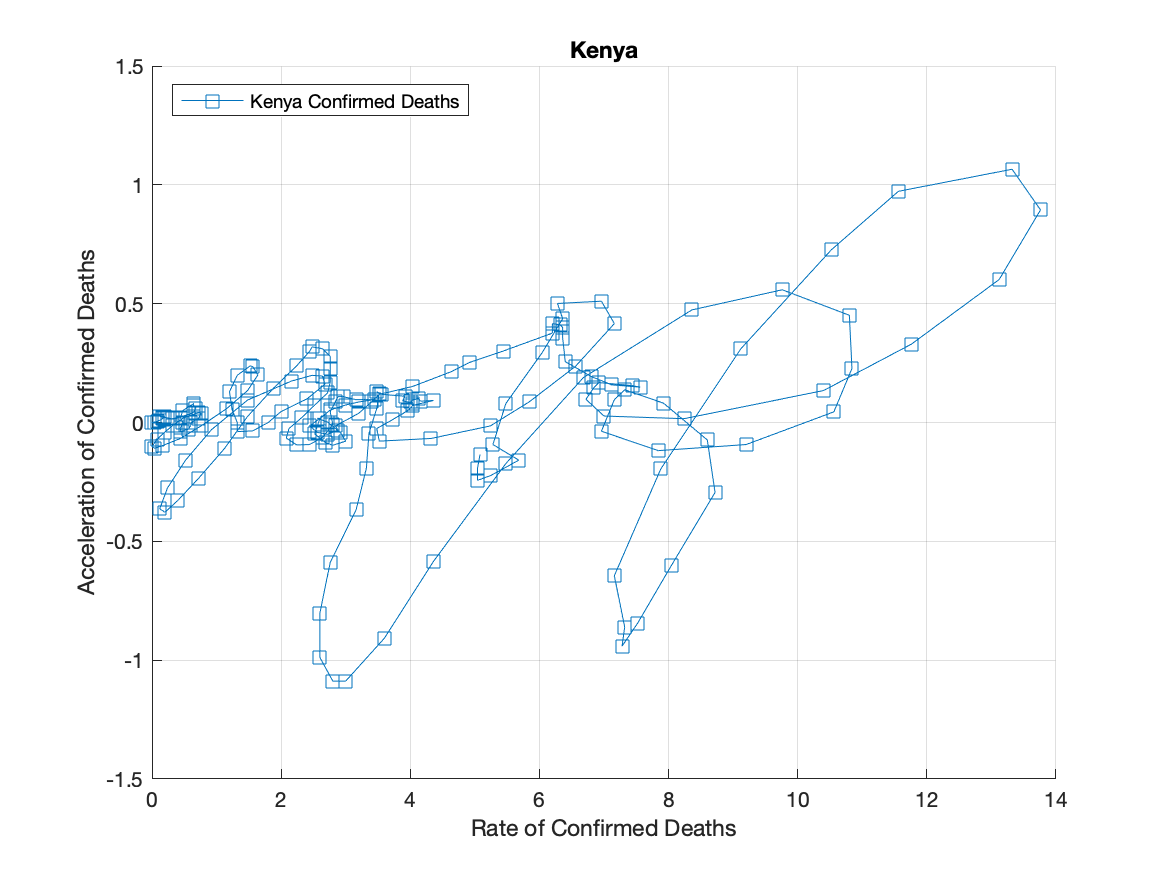 Kenya
1.5
Kenya Confirmed Deaths
1
0.5
0
-0.5
-1
-1.5
Acceleration of Confirmed Deaths
0 2 4 6 8 10 12 14
Rate of Confirmed Deaths